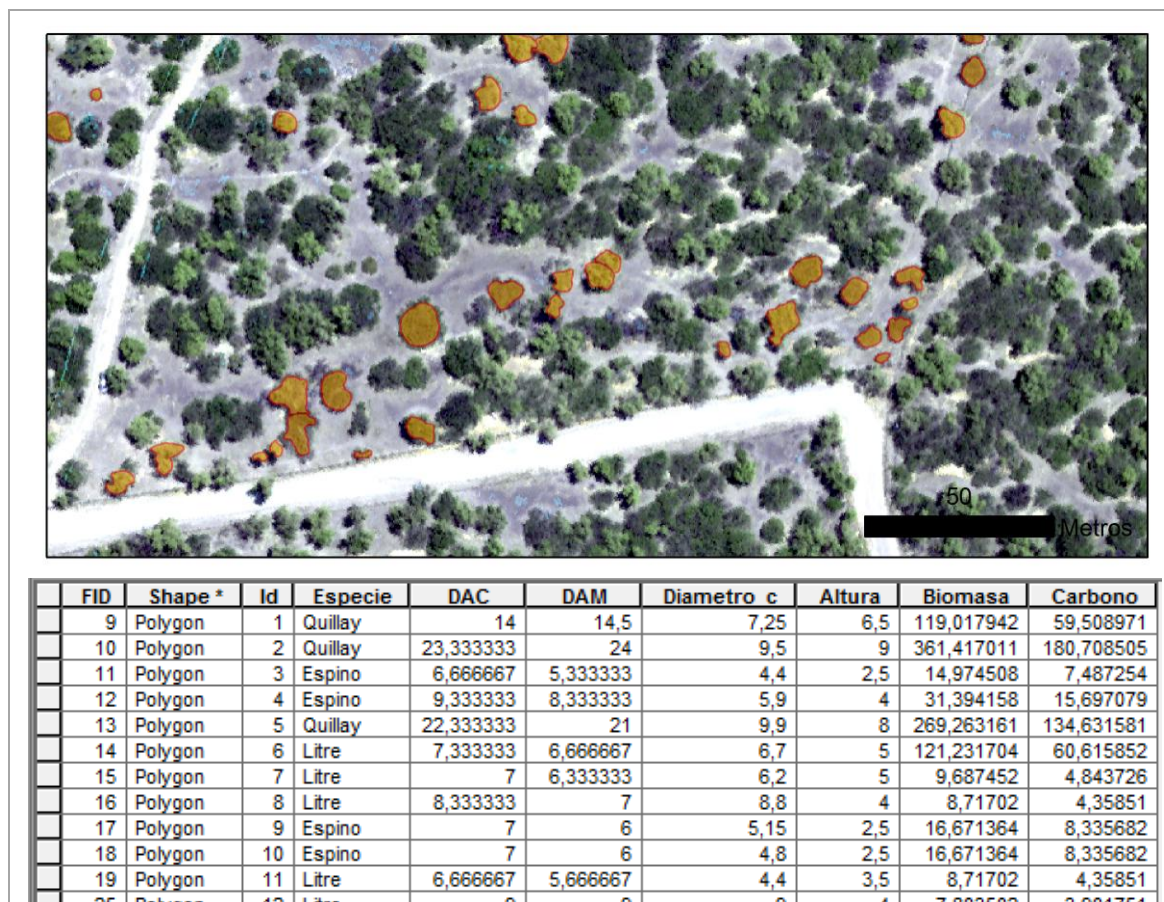 50
Metros
FID Shape * Id Especie DAC DAM Diametro_c Altura Biomasa Carbono
9 Polygon 1 Quillay 14 14,5 7,25 6,5 119,017942 59,508971
10 Polygon 2 Quillay 23,333333 24 9,5 9 361,417011 180,708505
11 Polygon 3 Espino 6,666667 5,333333 4,4 2,5 14,974508 7,487254
12 Polygon 4 Espino 9,333333 8,333333 5,9 4 31,394158 15,697079
13 Polygon 5 Quillay 22,333333 21 9,9 8 269,263161 134,631581
14 Polygon 6 Litre 7,333333 6,666667 6,7 5 121,231704 60,615852
15 Polygon 7 Litre 7 6,333333 6,2 5 9,687452 4,843726
16 Polygon 8 Litre 8,333333 7 8,8 4 8,71702 4,35851
17 Polygon 9 Espino 7 6 5,15 2,5 16,671364 8,335682
18 Polygon 10 Espino 7 6 4,8 2,5 16,671364 8,335682
19 Polygon 11 Litre 6,666667 5,666667 4,4 3,5 8,71702 4,35851
Polygon 12 Litre